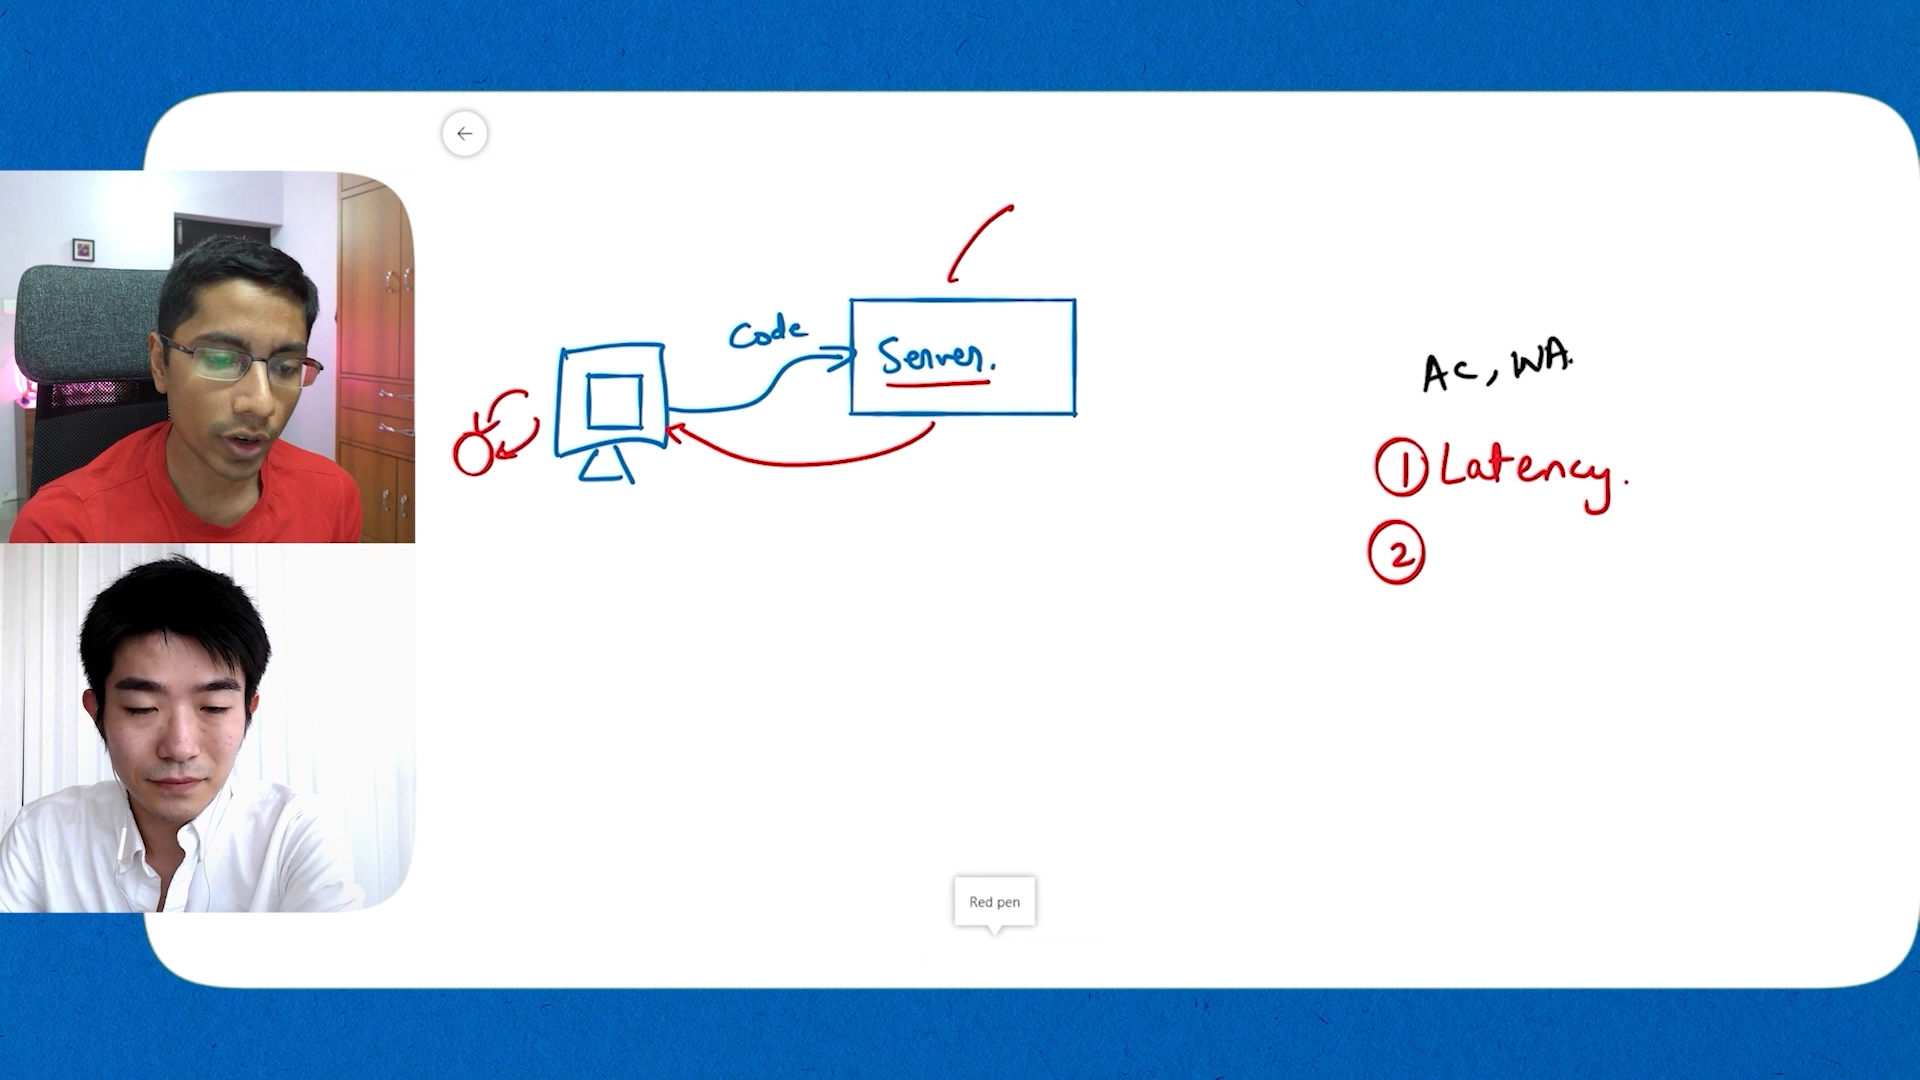 Code
Server.
AC, WA.
1 Latency.
2
Red pen